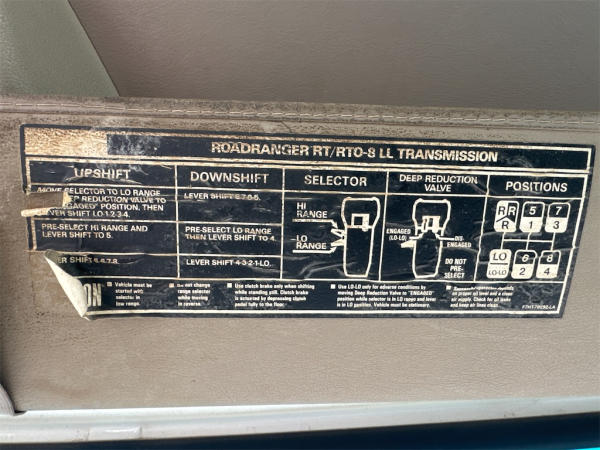 ROADRANGER RT/RTO-8 LL TRANSMISSION
UPSHIFT
DOWNSHIFT
SELECTOR
DEEP REDUCTION
VALVE
POSITIONS
MOVE SELECTOR TO LO RANGE
DEEP REDUCTION VALVE TO
POSITION, THEN
LEVER SHIFT LO-1-2-3-4.
LEVER SHIFT 8-7-6-5.
PRE-SELECT HI RANGE AND
LEVER SHIFT TO 5.
PRE-SELECT LO RANGE
THEN LEVER SHIFT TO 4.
SHIFT 5-6-7-8.
LEVER SHIFT 4-3-2-1-LO.
HI
RANGE
LO
RANGE
ENGAGED
(LO-LO)
DIS-
ENGAGED
DO NOT
PRE-
SELECT
R R 5 7
R 1 3
LO 6 8
LO-LO 2 4
Vehicle must be
started with
selector in
low range.
not change
range selector
while moving
in reverse.
Use clutch brake only when shifting
while standing still. Clutch brake
is actuated by depressing clutch
pedal fully to the floor.
Use LO-LO only for adverse conditions by
moving Deep Reduction Valve to "ENGAGED"
position while selector is in LO range and lever
is in LO position. Vehicle must be stationary.
on proper oil level and a clean
air supply. Check for oil leaks
and keep air lines clean.